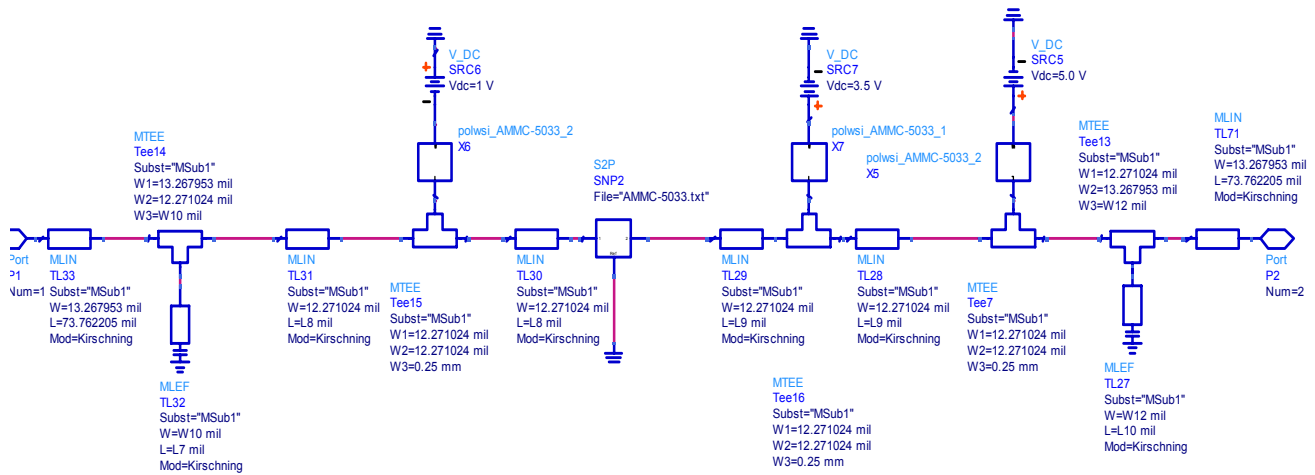 V_DC
SRC6
Vdc=1 V
+
−
V_DC
SRC7
Vdc=3.5 V
−
+
V_DC
SRC5
Vdc=5.0 V
−
+
polwsi_AMMC-5033_2
X6
polwsi_AMMC-5033_1
X7
polwsi_AMMC-5033_2
X5
MTEE
Tee14
Subst="MSub1"
W1=13.267953 mil
W2=12.271024 mil
W3=W10 mil
S2P
SNP2
File="AMMC-5033.txt"
1
2
Ref
MTEE
Tee13
Subst="MSub1"
W1=12.271024 mil
W2=13.267953 mil
W3=W12 mil
MLIN
TL71
Subst="MSub1"
W=13.267953 mil
L=73.762205 mil
Mod=Kirschning
Port
P1
Num=1
MLIN
TL33
Subst="MSub1"
W=13.267953 mil
L=73.762205 mil
Mod=Kirschning
MLIN
TL31
Subst="MSub1"
W=12.271024 mil
L=L8 mil
Mod=Kirschning
MTEE
Tee15
Subst="MSub1"
W1=12.271024 mil
W2=12.271024 mil
W3=0.25 mm
MLIN
TL30
Subst="MSub1"
W=12.271024 mil
L=L8 mil
Mod=Kirschning
MLIN
TL29
Subst="MSub1"
W=12.271024 mil
L=L9 mil
Mod=Kirschning
MLIN
TL28
Subst="MSub1"
W=12.271024 mil
L=L9 mil
Mod=Kirschning
MTEE
Tee7
Subst="MSub1"
W1=12.271024 mil
W2=12.271024 mil
W3=0.25 mm
Port
P2
Num=2
MLEF
TL32
Subst="MSub1"
W=W10 mil
L=L7 mil
Mod=Kirschning
MTEE
Tee16
Subst="MSub1"
W1=12.271024 mil
W2=12.271024 mil
W3=0.25 mm
MLEF
TL27
Subst="MSub1"
W=W12 mil
L=L10 mil
Mod=Kirschning